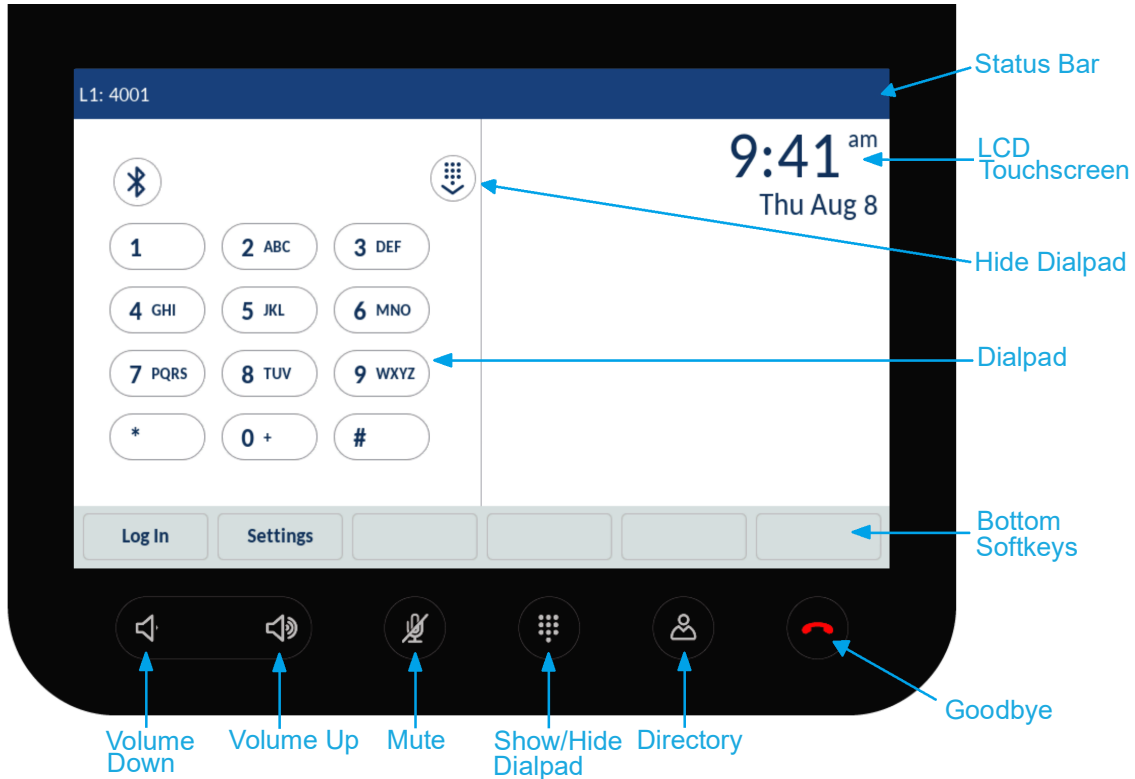 Status Bar
L1: 4001
9:41 am
LCD
Touchscreen
Thu Aug 8
Hide Dialpad
1
2 ABC
3 DEF
4 GHI
5 JKL
6 MNO
Dialpad
7 PQRS
8 TUV
9 WXYZ
*
0 +
#
Log In
Settings
Bottom
Softkeys
Goodbye
Volume
Down
Volume Up
Mute
Show/Hide
Dialpad
Directory